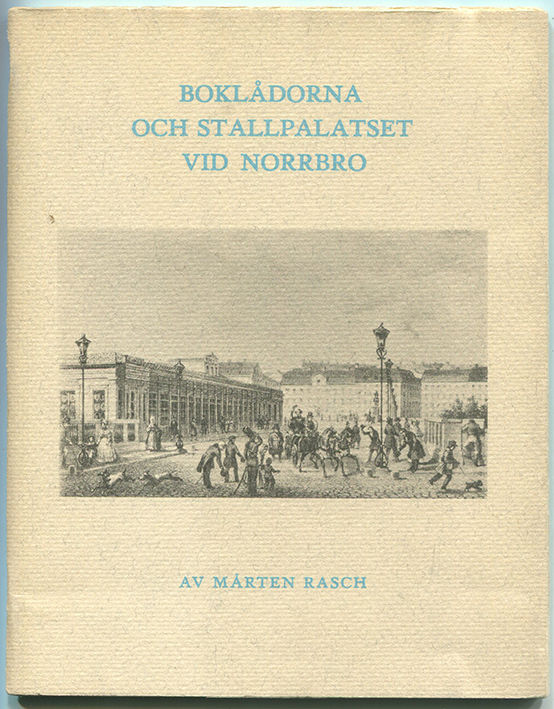 BOKLÅDORNA
OCH STALLPALATSET
VID NORRBRO
AV MÅRTEN RASCH